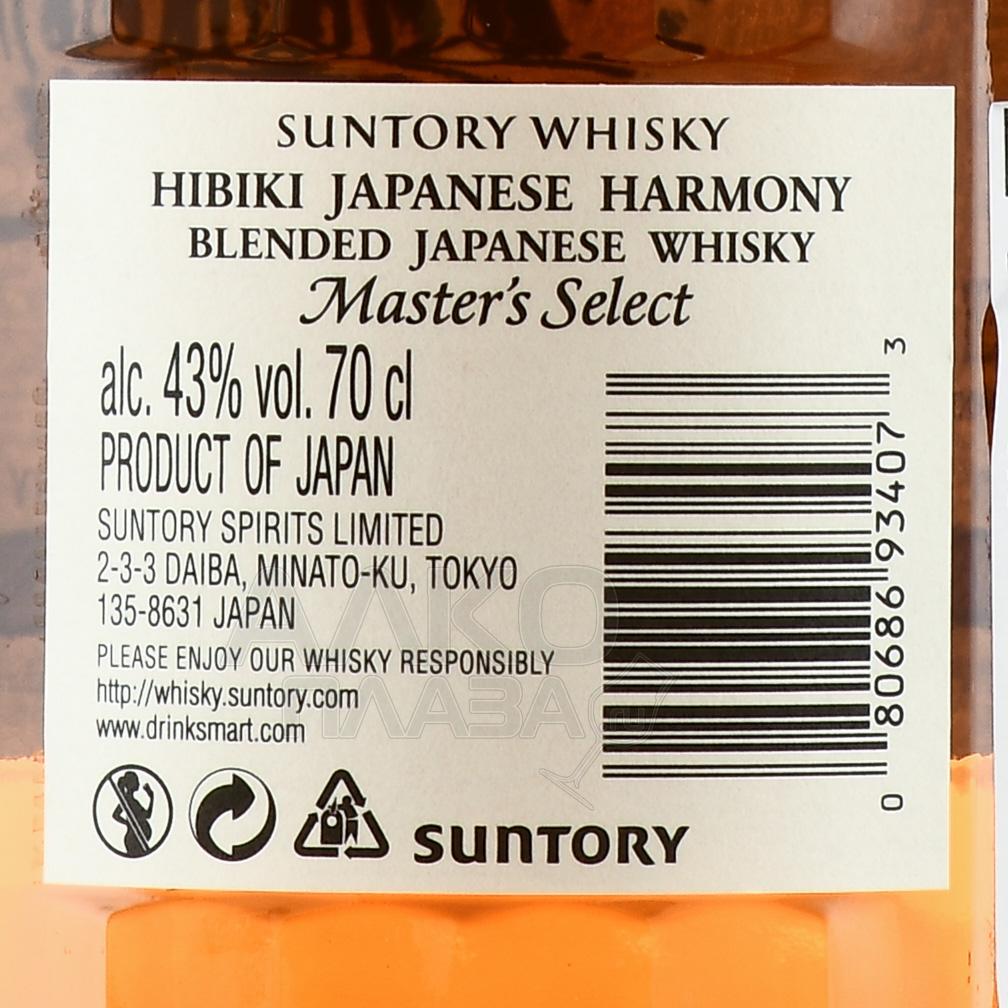 SUNTORY WHISKY
HIBIKI JAPANESE HARMONY
BLENDED JAPANESE WHISKY
Master's Select
alc. 43% vol. 70 cl
PRODUCT OF JAPAN
SUNTORY SPIRITS LIMITED
2-3-3 DAIBA, MINATO-KU, TOKYO
135-8631 JAPAN
PLEASE ENJOY OUR WHISKY RESPONSIBLY
http://whisky.suntory.com
www.drinksmart.com
SUNTORY
0 80686 93407 3
АЛКО
ПЛАЗА